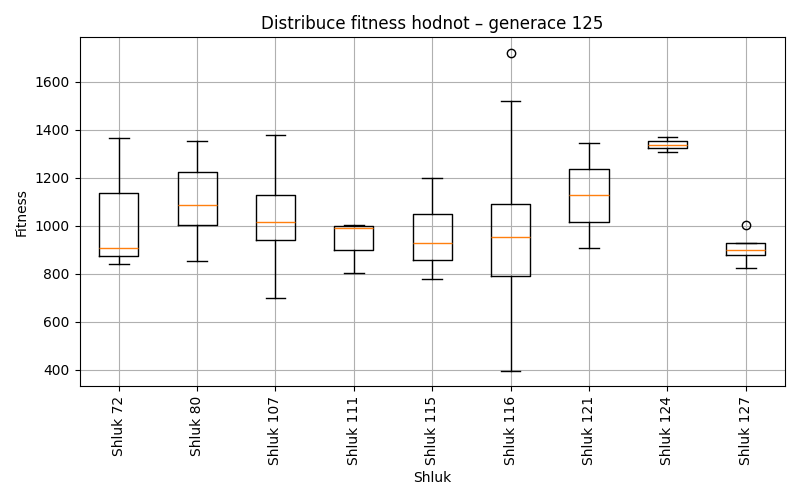 Distribuce fitness hodnot – generace 125
Fitness
1600
1400
1200
1000
800
600
400
Shluk 72
Shluk 80
Shluk 107
Shluk 111
Shluk 115
Shluk 116
Shluk 121
Shluk 124
Shluk 127
Shluk